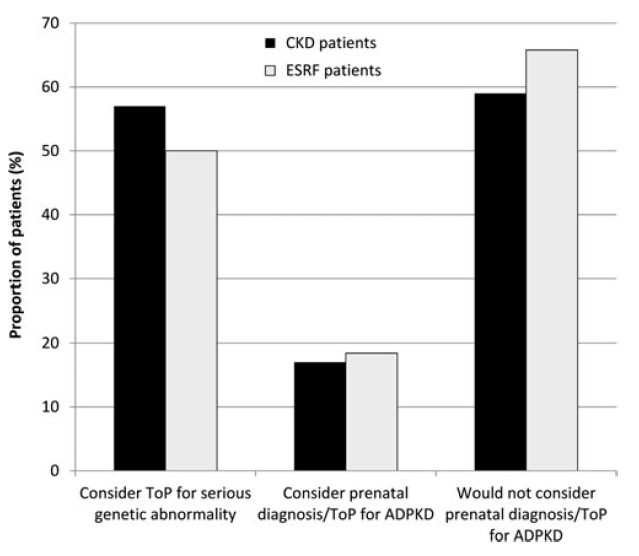 70
60
50
40
30
20
10
0
Proportion of patients (%)
CKD patients
ESRF patients
Consider ToP for serious
genetic abnormality
Consider prenatal
diagnosis/ToP for ADPKD
Would not consider
prenatal diagnosis/ToP
for ADPKD